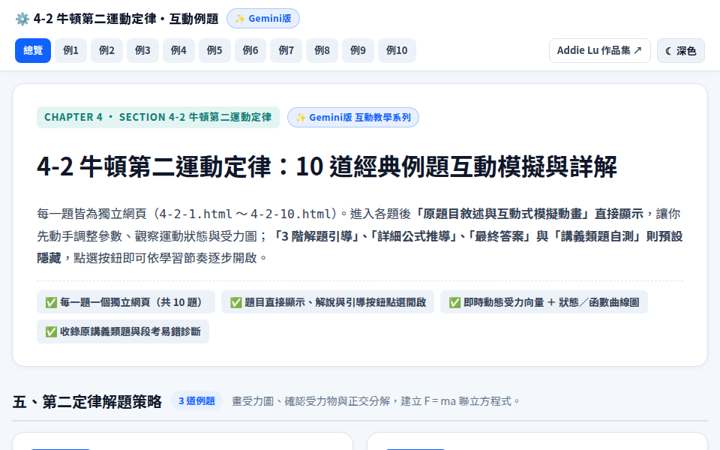 ⚙️ 4-2 牛頓第二運動定律・互動例題 ✨ Gemini版
總覽 例1 例2 例3 例4 例5 例6 例7 例8 例9 例10 Addie Lu 作品集 ↗ ☾ 深色
CHAPTER 4 • SECTION 4-2 牛頓第二運動定律 ✨ Gemini版 互動教學系列
4-2 牛頓第二運動定律：10 道經典例題互動模擬與詳解
每一題皆為獨立網頁（4-2-1.html ～ 4-2-10.html）。進入各題後「原題目敘述與互動式模擬動畫」直接顯示，讓你
先動手調整參數、觀察運動狀態與受力圖；「3 階解題引導」、「詳細公式推導」、「最終答案」與「講義類題自測」則預設
隱藏，點選按鈕即可依學習節奏逐步開啟。
✅ 每一題一個獨立網頁（共 10 題） ✅ 題目直接顯示、解說與引導按鈕點選開啟 ✅ 即時動態受力向量 ＋ 狀態／函數曲線圖
✅ 收錄原講義類題與段考易錯診斷
五、第二定律解題策略 3 道例題 畫受力圖、確認受力物與正交分解，建立 F = ma 聯立方程式。